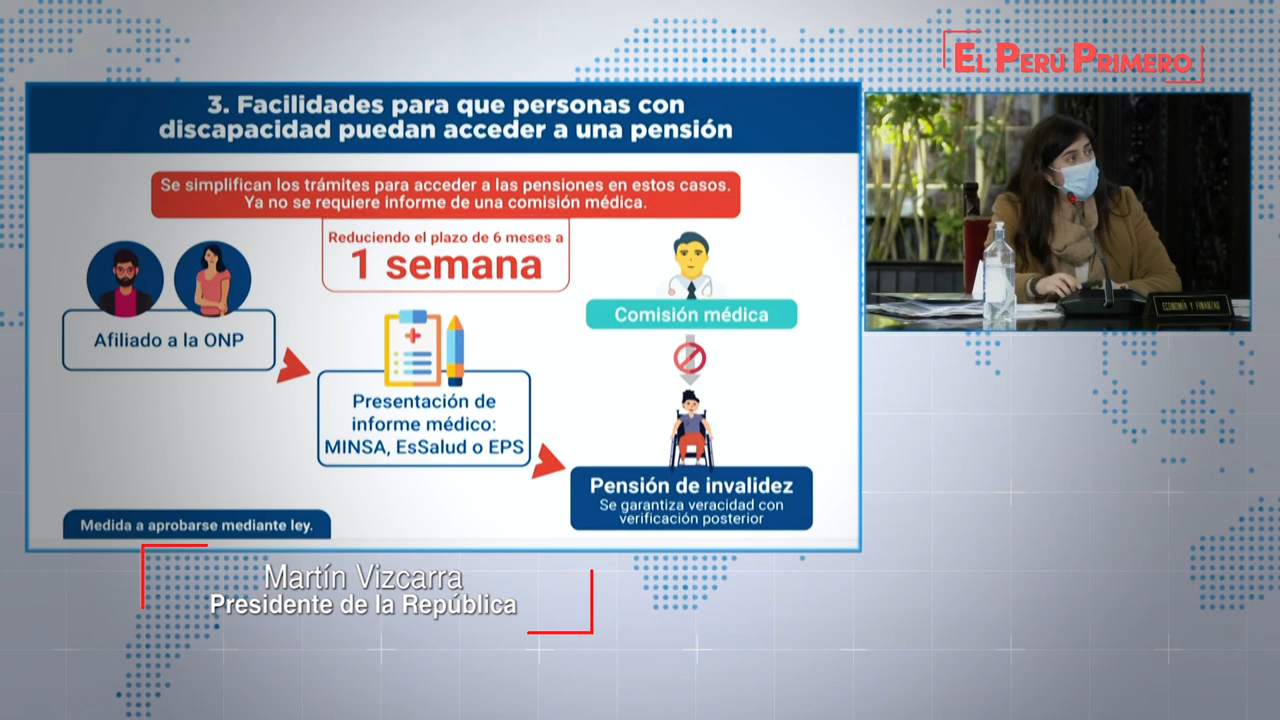 EL PERÚ PRIMERO
3. Facilidades para que personas con
discapacidad puedan acceder a una pensión
Se simplifican los trámites para acceder a las pensiones en estos casos.
Ya no se requiere informe de una comisión médica.
Reduciendo el plazo de 6 meses a
1 semana
Afiliado a la ONP
Presentación de
informe médico:
MINSA, EsSalud o EPS
Comisión médica
Pensión de invalidez
Se garantiza veracidad con
verificación posterior
Medida a aprobarse mediante ley.
ECONOMÍA Y FINANZAS
Martín Vizcarra
Presidente de la República